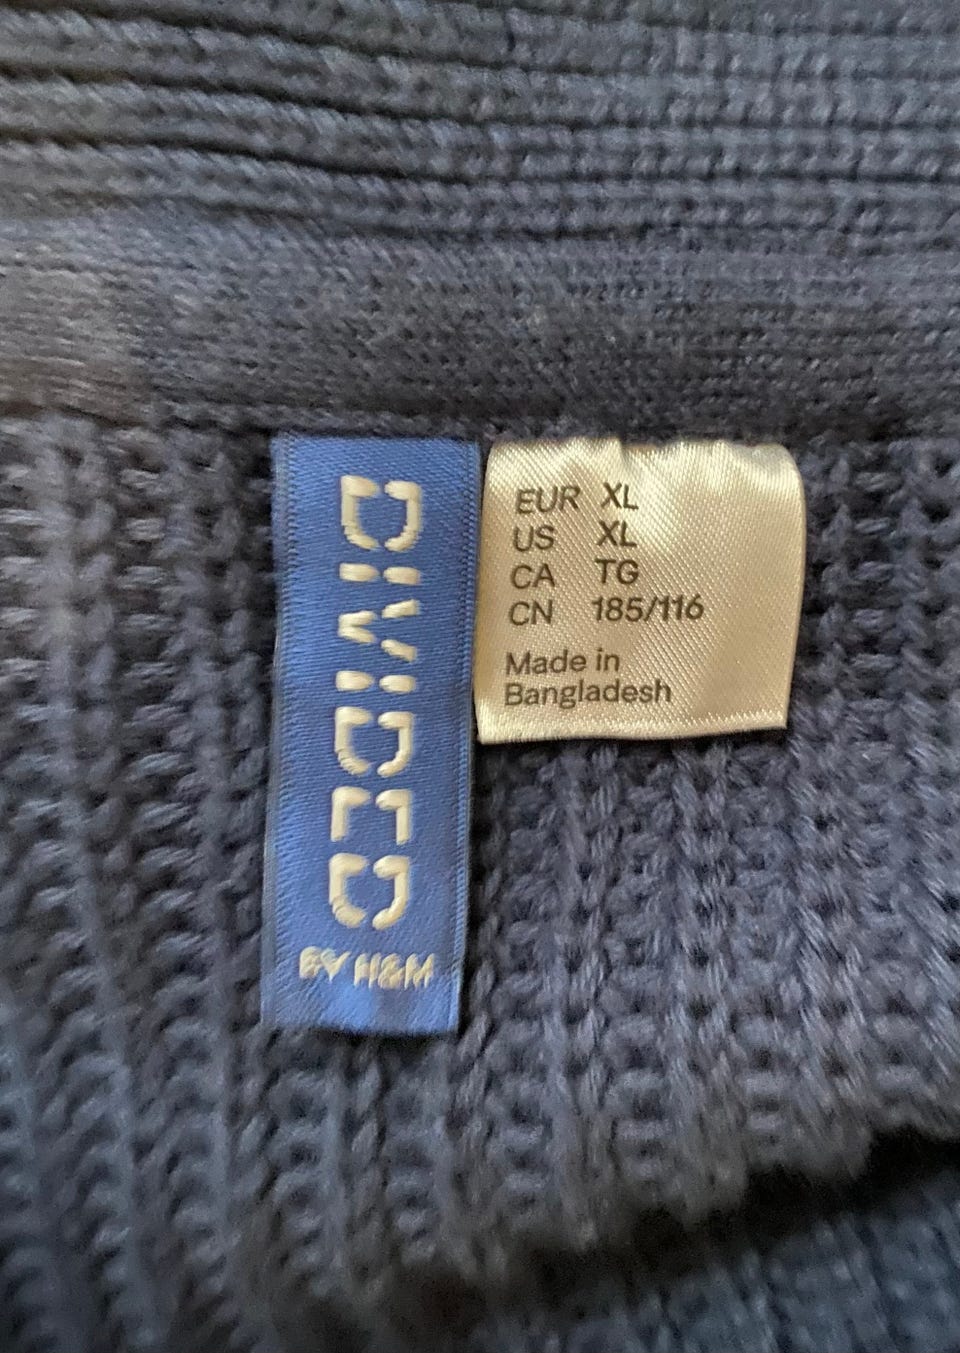 DIVIDED
BY H&M
EUR XL
US XL
CA TG
CN 185/116
Made in
Bangladesh